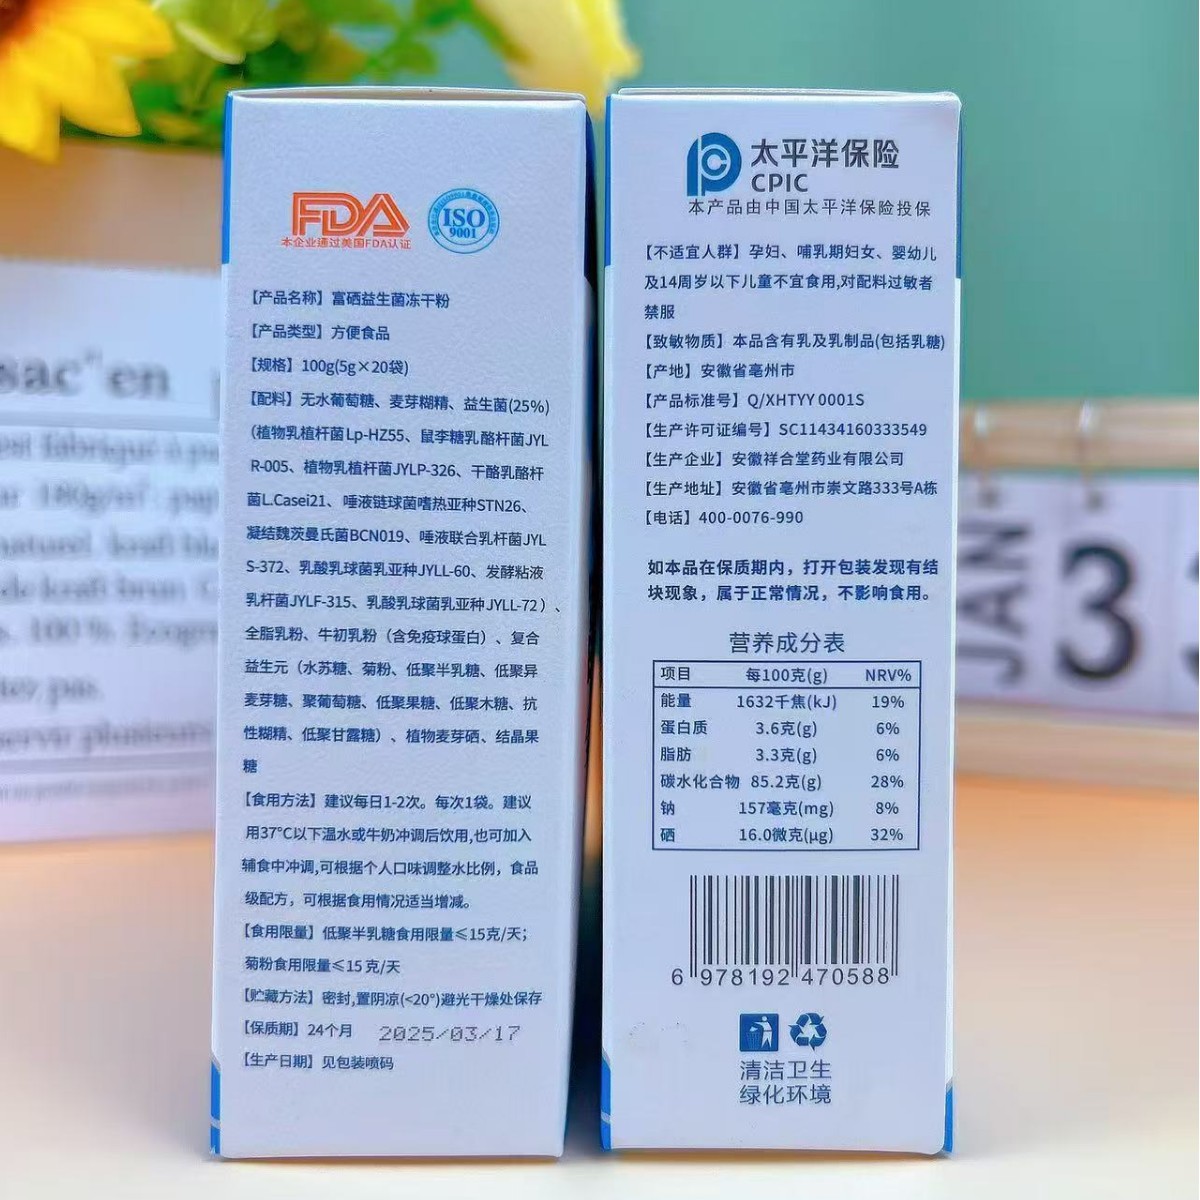 FDA
本企业通过美国FDA认证
ISO
9001
【产品名称】富硒益生菌冻干粉
【产品类型】方便食品
【规格】100g(5g×20袋)
【配料】无水葡萄糖、麦芽糊精、益生菌(25%)
(植物乳植杆菌Lp-HZ55、鼠李糖乳酪杆菌JYL
R-005、植物乳植杆菌JYLP-326、干酪乳酪杆
菌L.Casei21、唾液链球菌嗜热亚种STN26、
凝结魏茨曼氏菌BCN019、唾液联合乳杆菌JYL
S-372、乳酸乳球菌乳亚种JYLL-60、发酵粘液
乳杆菌JYLF-315、乳酸乳球菌乳亚种JYLL-72)、
全脂乳粉、牛初乳粉（含免疫球蛋白）、复合
益生元（水苏糖、菊粉、低聚半乳糖、低聚异
麦芽糖、聚葡萄糖、低聚果糖、低聚木糖、抗
性糊精、低聚甘露糖）、植物麦芽硒、结晶果
糖
【食用方法】建议每日1-2次。每次1袋。建议
用37℃以下温水或牛奶冲调后饮用,也可加入
辅食中冲调,可根据个人口味调整水比例，食品
级配方，可根据食用情况适当增减。
【食用限量】低聚半乳糖食用限量≤15克/天;
菊粉食用限量≤15克/天
【贮藏方法】密封,置阴凉(<20°)避光干燥处保存
【保质期】24个月 2025/03/17
【生产日期】见包装喷码
太平洋保险
CPIC
本产品由中国太平洋保险投保
【不适宜人群】孕妇、哺乳期妇女、婴幼儿
及14周岁以下儿童不宜食用,对配料过敏者
禁服
【致敏物质】本品含有乳及乳制品(包括乳糖)
【产地】安徽省亳州市
【产品标准号】Q/XHTYY 0001S
【生产许可证编号】SC11434160333549
【生产企业】安徽祥合堂药业有限公司
【生产地址】安徽省亳州市崇文路333号A栋
【电话】400-0076-990
如本品在保质期内，打开包装发现有结
块现象，属于正常情况，不影响食用。
营养成分表
项目 每100克(g) NRV%
能量 1632千焦(kJ) 19%
蛋白质 3.6克(g) 6%
脂肪 3.3克(g) 6%
碳水化合物 85.2克(g) 28%
钠 157毫克(mg) 8%
硒 16.0微克(μg) 32%
6 978192 470588
清洁卫生
绿化环境
JAN
3